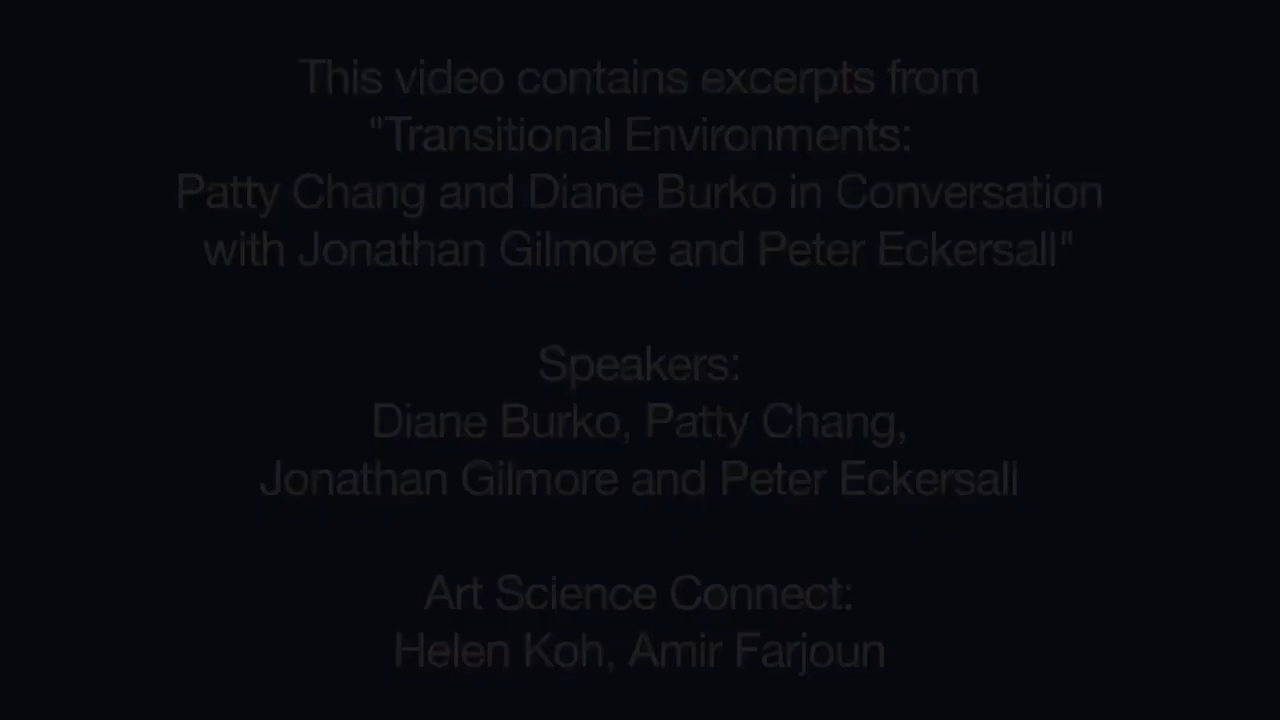 This video contains excerpts from
"Transitional Environments:
Patty Chang and Diane Burko in Conversation
with Jonathan Gilmore and Peter Eckersall"
Speakers:
Diane Burko, Patty Chang,
Jonathan Gilmore and Peter Eckersall
Art Science Connect:
Helen Koh, Amir Farjoun